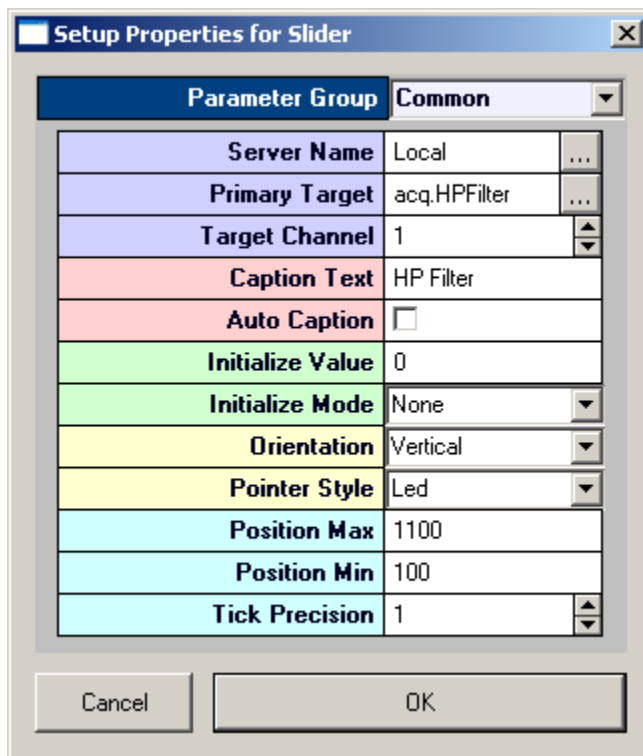 Setup Properties for Slider
Parameter Group Common
Server Name Local ...
Primary Target acq.HPFilter ...
Target Channel 1
Caption Text HP Filter
Auto Caption
Initialize Value 0
Initialize Mode None
Orientation Vertical
Pointer Style Led
Position Max 1100
Position Min 100
Tick Precision 1
Cancel OK